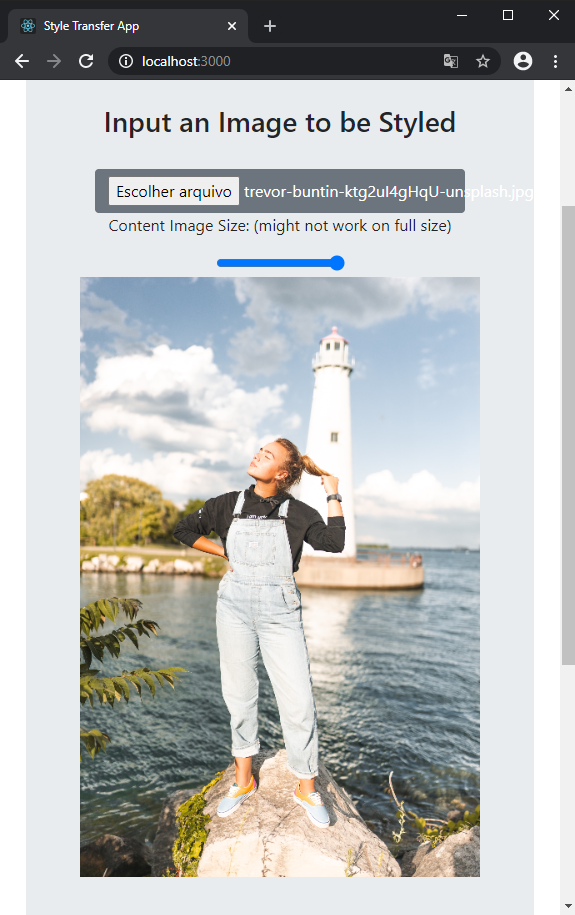 Style Transfer App
localhost:3000
Input an Image to be Styled
Escolher arquivo trevor-buntin-ktg2uI4gHqU-unsplash.jpg
Content Image Size: (might not work on full size)